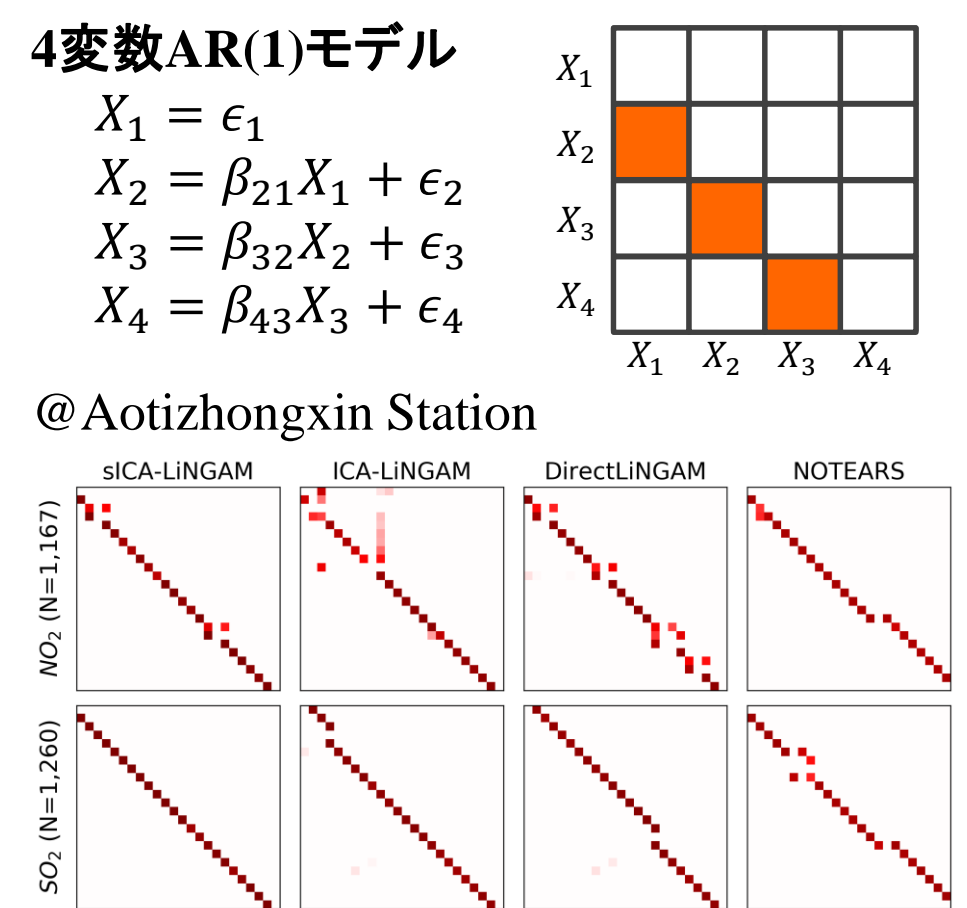 4変数AR(1)モデル
X₁ = ϵ₁
X₂ = β₂₁X₁ + ϵ₂
X₃ = β₃₂X₂ + ϵ₃
X₄ = β₄₃X₃ + ϵ₄
X₁
X₂
X₃
X₄
X₁ X₂ X₃ X₄
@Aotizhongxin Station
sICA-LiNGAM ICA-LiNGAM DirectLiNGAM NOTEARS
NO₂ (N=1,167)
SO₂ (N=1,260)